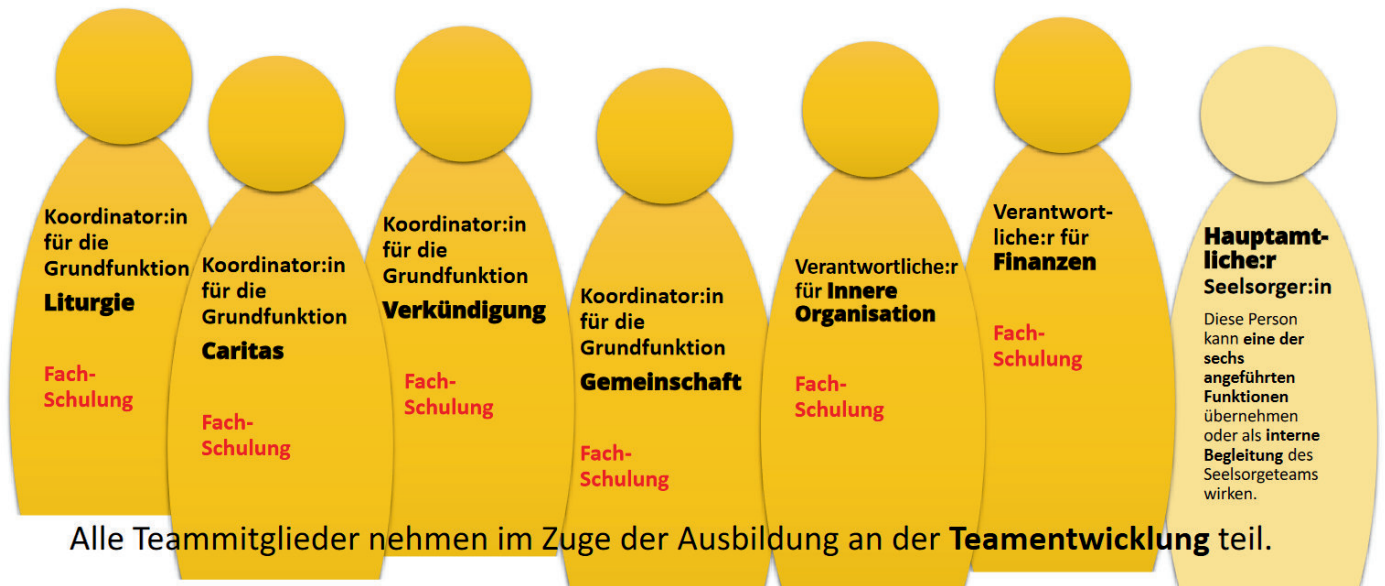 Koordinator:in
für die
Grundfunktion
Liturgie
Fach-
Schulung
Koordinator:in
für die
Grundfunktion
Caritas
Fach-
Schulung
Koordinator:in
für die
Grundfunktion
Verkündigung
Fach-
Schulung
Koordinator:in
für die
Grundfunktion
Gemeinschaft
Fach-
Schulung
Verantwortliche:r
für Innere
Organisation
Fach-
Schulung
Verantwort-
liche:r für
Finanzen
Fach-
Schulung
Hauptamt-
liche:r
Seelsorger:in
Diese Person
kann eine der
sechs
angeführten
Funktionen
übernehmen
oder als interne
Begleitung des
Seelsorgeteams
wirken.
Alle Teammitglieder nehmen im Zuge der Ausbildung an der Teamentwicklung teil.